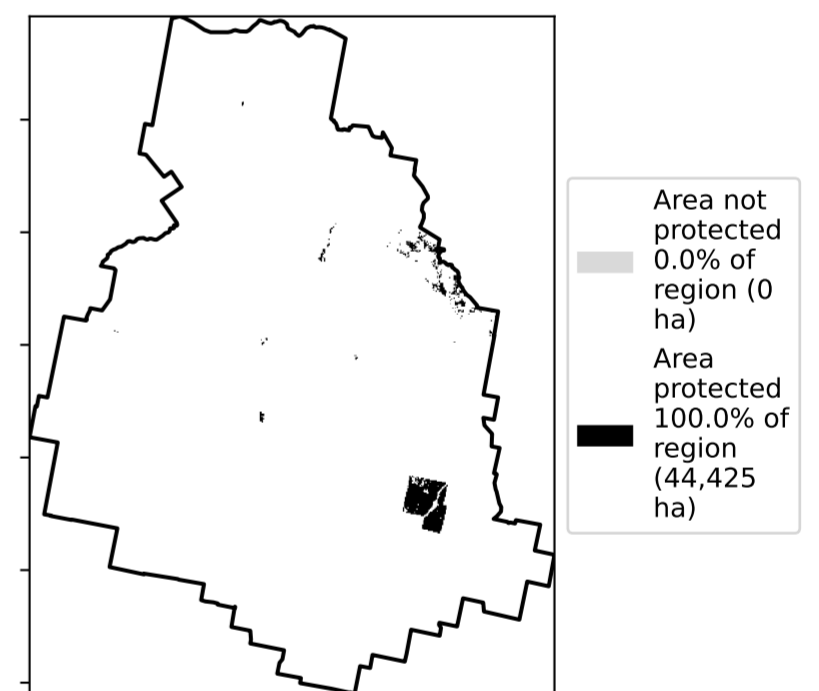 Area not
protected
0.0% of
region (0
ha)
Area
protected
100.0% of
region
(44,425
ha)